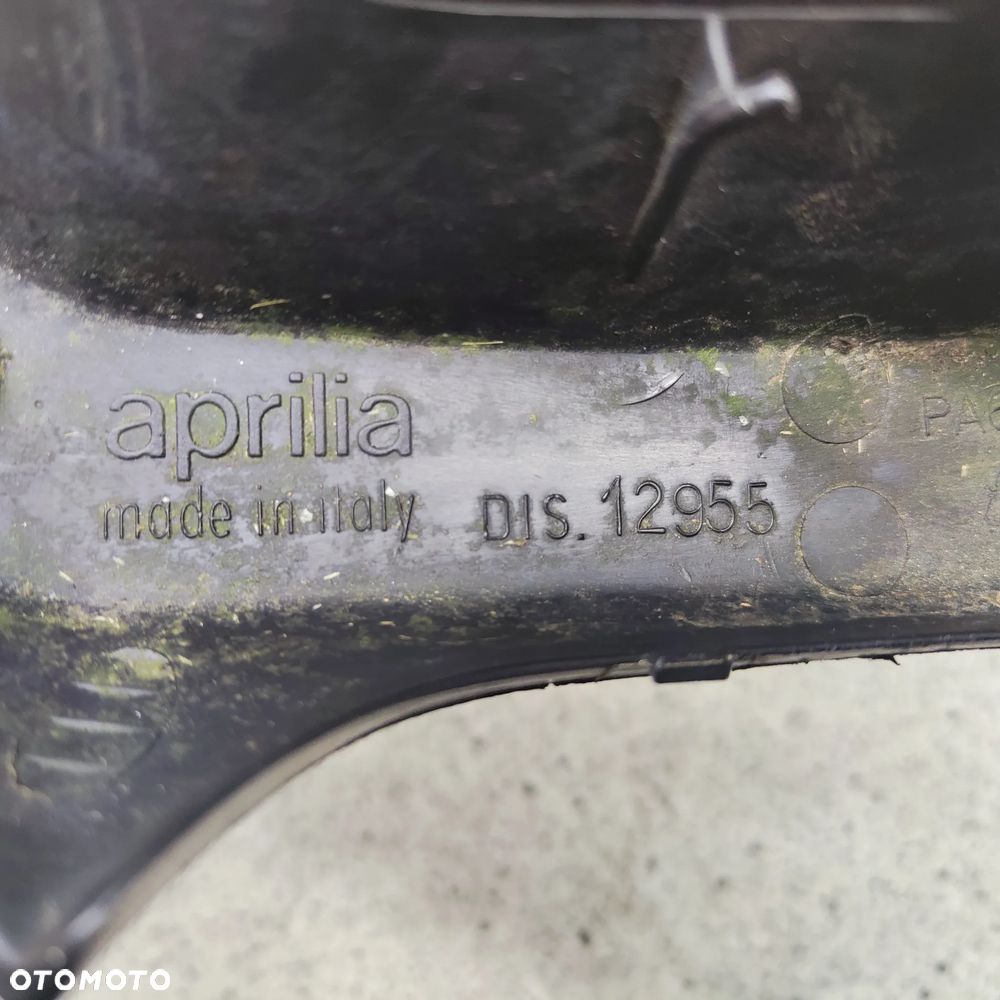 aprilia
made in italy DIS. 12955
OTOMOTO